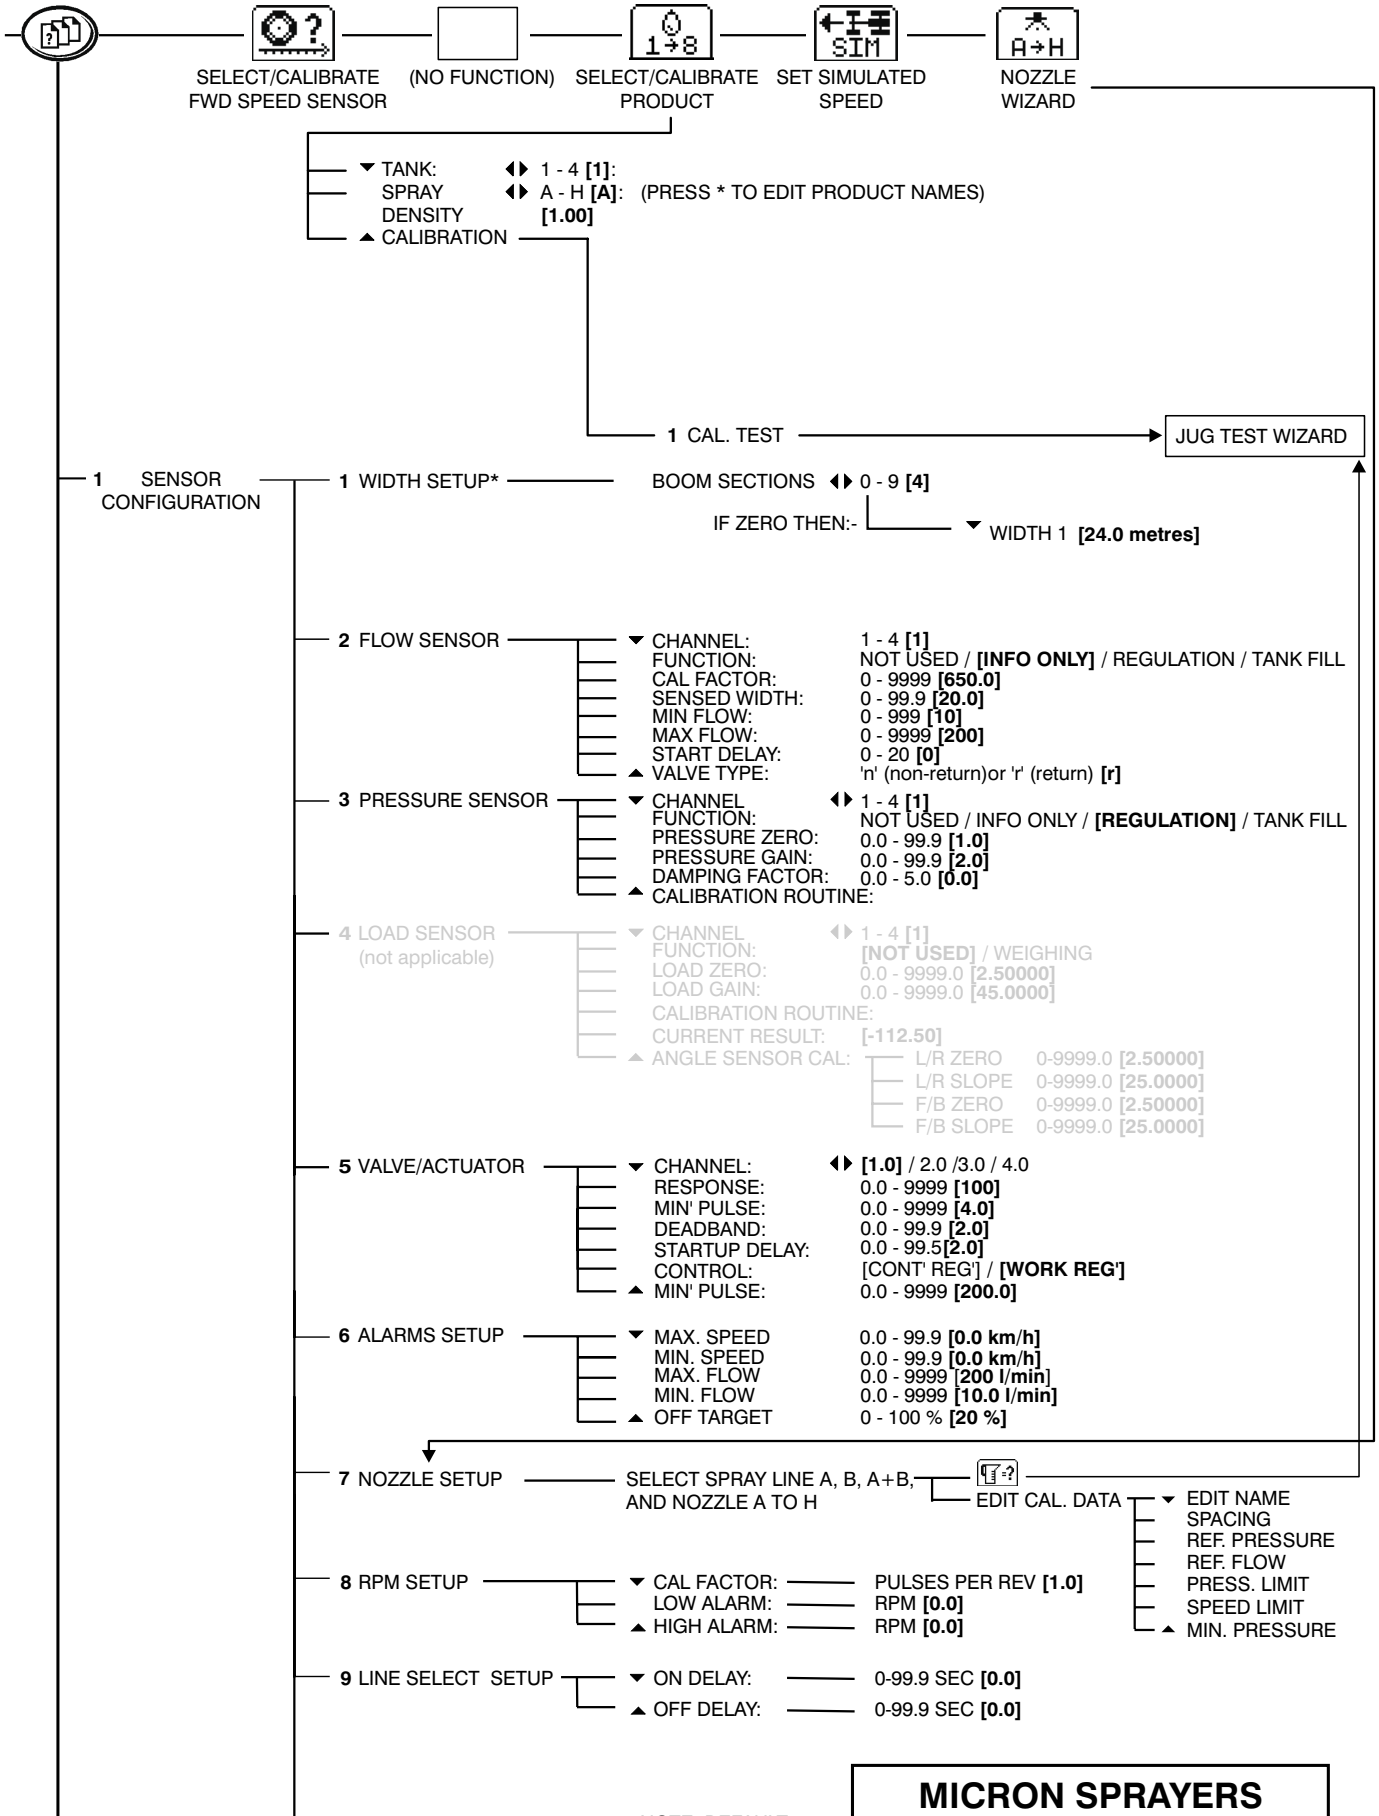 ?
?
1→8
SIM
A→H
SELECT/CALIBRATE FWD SPEED SENSOR
(NO FUNCTION)
SELECT/CALIBRATE PRODUCT
SET SIMULATED SPEED
NOZZLE WIZARD
TANK: 1 - 4 [1]:
SPRAY A - H [A]: (PRESS * TO EDIT PRODUCT NAMES)
DENSITY [1.00]
CALIBRATION
1 CAL. TEST
JUG TEST WIZARD
1 SENSOR CONFIGURATION
1 WIDTH SETUP* BOOM SECTIONS 0 - 9 [4]
IF ZERO THEN:- WIDTH 1 [24.0 metres]
2 FLOW SENSOR
CHANNEL: 1 - 4 [1]
FUNCTION: NOT USED / [INFO ONLY] / REGULATION / TANK FILL
CAL FACTOR: 0 - 9999 [650.0]
SENSED WIDTH: 0 - 99.9 [20.0]
MIN FLOW: 0 - 999 [10]
MAX FLOW: 0 - 9999 [200]
START DELAY: 0 - 20 [0]
VALVE TYPE: 'n' (non-return)or 'r' (return) [r]
3 PRESSURE SENSOR
CHANNEL 1 - 4 [1]
FUNCTION: NOT USED / INFO ONLY / [REGULATION] / TANK FILL
PRESSURE ZERO: 0.0 - 99.9 [1.0]
PRESSURE GAIN: 0.0 - 99.9 [2.0]
DAMPING FACTOR: 0.0 - 5.0 [0.0]
CALIBRATION ROUTINE:
4 LOAD SENSOR
(not applicable)
CHANNEL 1 - 4 [1]
FUNCTION: [NOT USED] / WEIGHING
LOAD ZERO: 0.0 - 9999.0 [2.50000]
LOAD GAIN: 0.0 - 9999.0 [45.0000]
CALIBRATION ROUTINE:
CURRENT RESULT: [-112.50]
ANGLE SENSOR CAL: L/R ZERO 0-9999.0 [2.50000]
L/R SLOPE 0-9999.0 [25.0000]
F/B ZERO 0-9999.0 [2.50000]
F/B SLOPE 0-9999.0 [25.0000]
5 VALVE/ACTUATOR
CHANNEL: [1.0] / 2.0 /3.0 / 4.0
RESPONSE: 0.0 - 9999 [100]
MIN' PULSE: 0.0 - 9999 [4.0]
DEADBAND: 0.0 - 99.9 [2.0]
STARTUP DELAY: 0.0 - 99.5[2.0]
CONTROL: [CONT' REG'] / [WORK REG']
MIN' PULSE: 0.0 - 9999 [200.0]
6 ALARMS SETUP
MAX. SPEED 0.0 - 99.9 [0.0 km/h]
MIN. SPEED 0.0 - 99.9 [0.0 km/h]
MAX. FLOW 0.0 - 9999 [200 l/min]
MIN. FLOW 0.0 - 9999 [10.0 l/min]
OFF TARGET 0 - 100 % [20 %]
7 NOZZLE SETUP
SELECT SPRAY LINE A, B, A+B,
AND NOZZLE A TO H
?
EDIT CAL. DATA
EDIT NAME
SPACING
REF. PRESSURE
REF. FLOW
PRESS. LIMIT
SPEED LIMIT
MIN. PRESSURE
8 RPM SETUP
CAL FACTOR: PULSES PER REV [1.0]
LOW ALARM: RPM [0.0]
HIGH ALARM: RPM [0.0]
9 LINE SELECT SETUP
ON DELAY: 0-99.9 SEC [0.0]
OFF DELAY: 0-99.9 SEC [0.0]
MICRON SPRAYERS